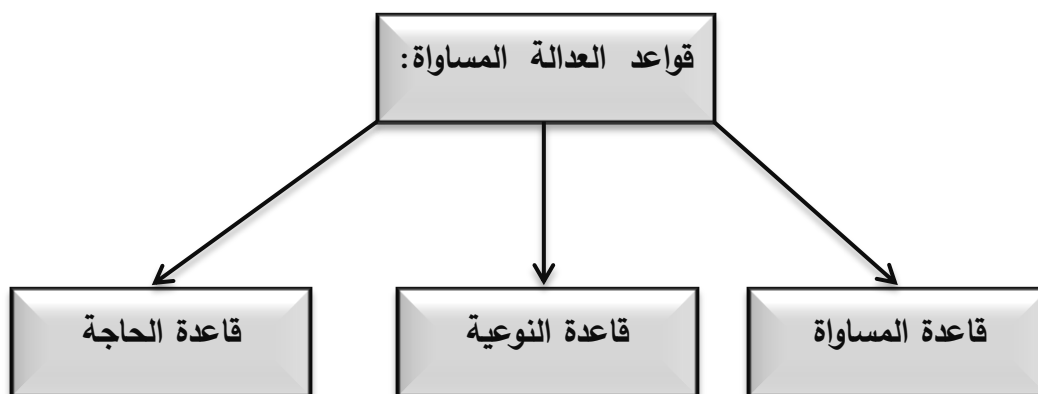 قواعد العدالة المساواة:
قاعدة المساواة
قاعدة النوعية
قاعدة الحاجة